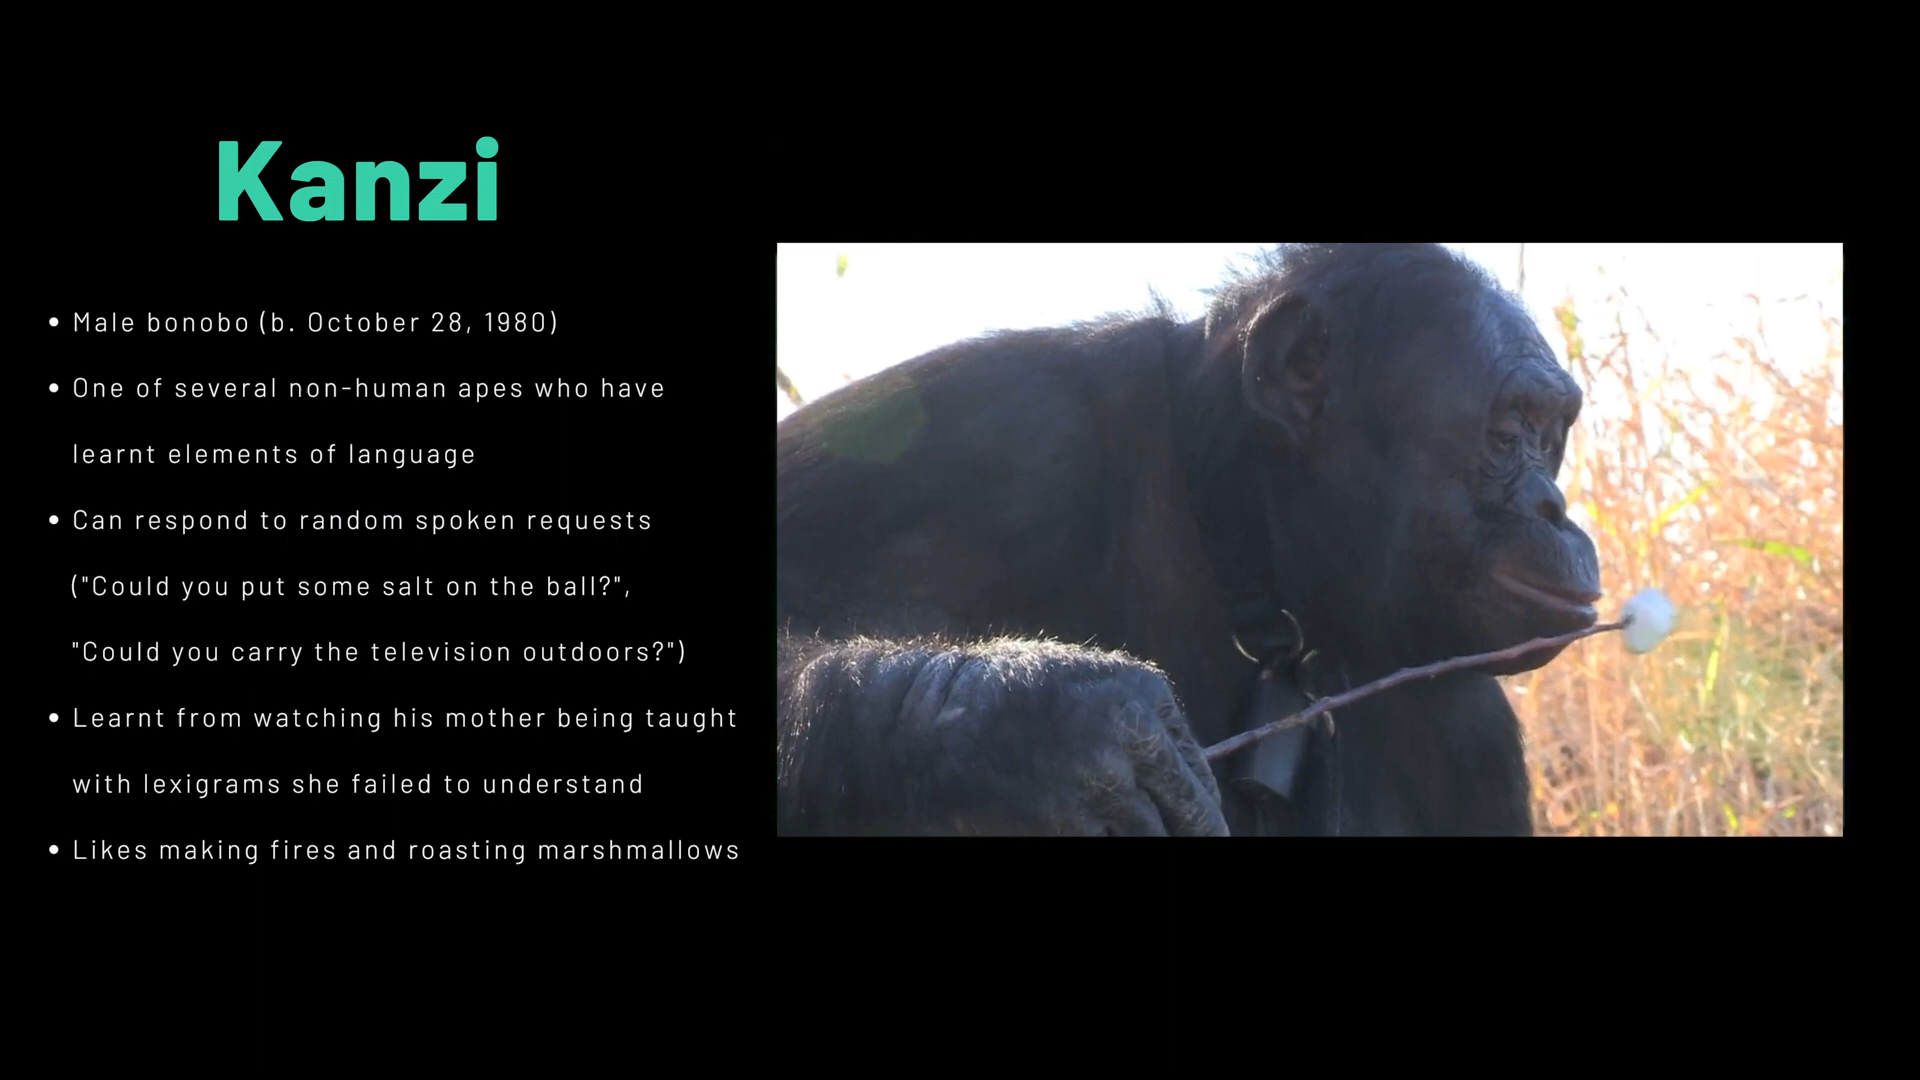 Kanzi
• Male bonobo (b. October 28, 1980)
• One of several non-human apes who have
learnt elements of language
• Can respond to random spoken requests
("Could you put some salt on the ball?",
"Could you carry the television outdoors?")
• Learnt from watching his mother being taught
with lexigrams she failed to understand
• Likes making fires and roasting marshmallows